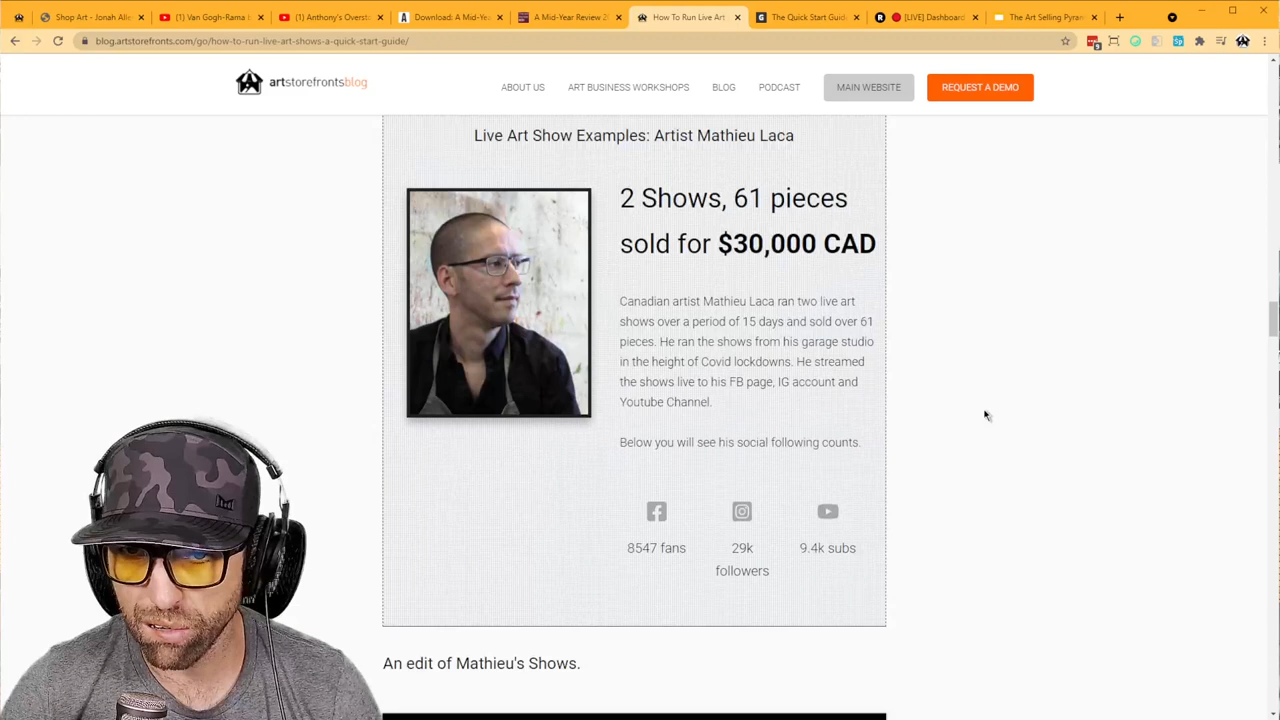 Shop Art - Jonah Alle
(1) Van Gogh-Rama
(1) Anthony's Overst
Download: A Mid-Ye
A Mid-Year Review 2
How To Run Live Art
The Quick Start Guid
[LIVE] Dashboard
The Art Selling Pyram
blog.artstorefronts.com/go/how-to-run-live-art-shows-a-quick-start-guide/
artstorefrontsblog
ABOUT US
ART BUSINESS WORKSHOPS
BLOG
PODCAST
MAIN WEBSITE
REQUEST A DEMO
Live Art Show Examples: Artist Mathieu Laca
2 Shows, 61 pieces
sold for $30,000 CAD
Canadian artist Mathieu Laca ran two live art
shows over a period of 15 days and sold over 61
pieces. He ran the shows from his garage studio
in the height of Covid lockdowns. He streamed
the shows live to his FB page, IG account and
Youtube Channel.
Below you will see his social following counts.
8547 fans
29k
followers
9.4k subs
An edit of Mathieu's Shows.